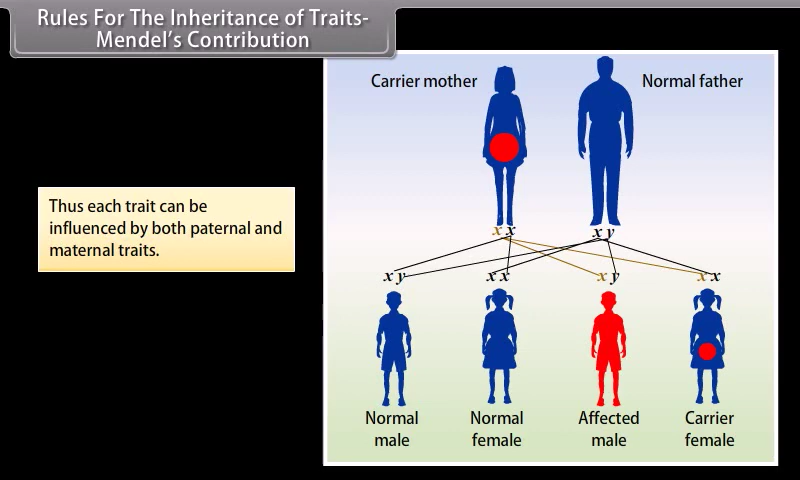 Rules For The Inheritance of Traits-
Mendel's Contribution
Carrier mother
Normal father
Thus each trait can be
influenced by both paternal and
maternal traits.
x x
x y
x y
x x
x y
x x
Normal
male
Normal
female
Affected
male
Carrier
female